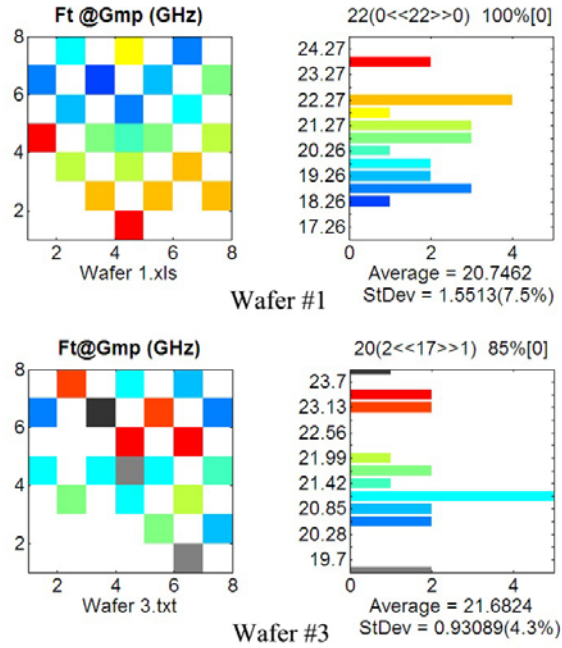 Ft @Gmp (GHz)
22(0<<22>>0) 100%[0]
8
6
4
2
2 4 6 8
Wafer 1.xls
24.27
23.27
22.27
21.27
20.26
19.26
18.26
17.26
0 2 4
Average = 20.7462
StDev = 1.5513(7.5%)
Wafer #1
Ft@Gmp (GHz)
20(2<<17>>1) 85%[0]
8
6
4
2
2 4 6 8
Wafer 3.txt
23.7
23.13
22.56
21.99
21.42
20.85
20.28
19.7
0 2 4
Average = 21.6824
StDev = 0.93089(4.3%)
Wafer #3